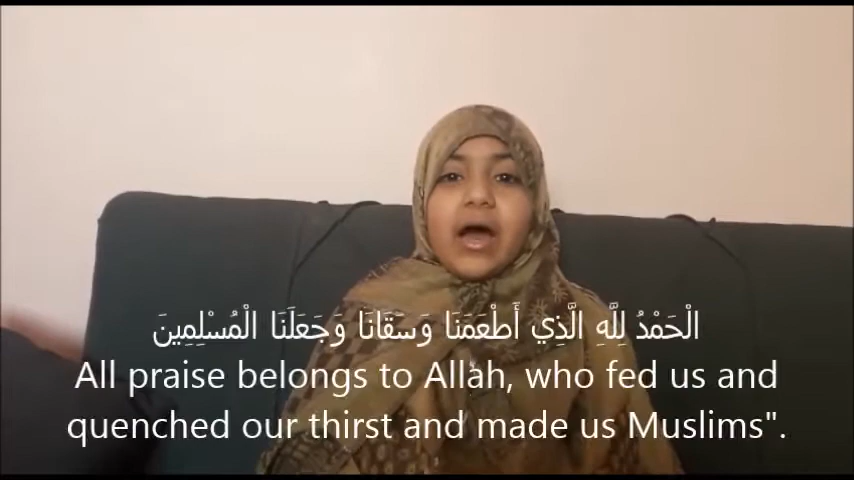 الْحَمْدُ لِلَّهِ الَّذِي أَطْعَمَنَا وَسَقَانَا وَجَعَلَنَا الْمُسْلِمِينَ
All praise belongs to Allah, who fed us and
quenched our thirst and made us Muslims".